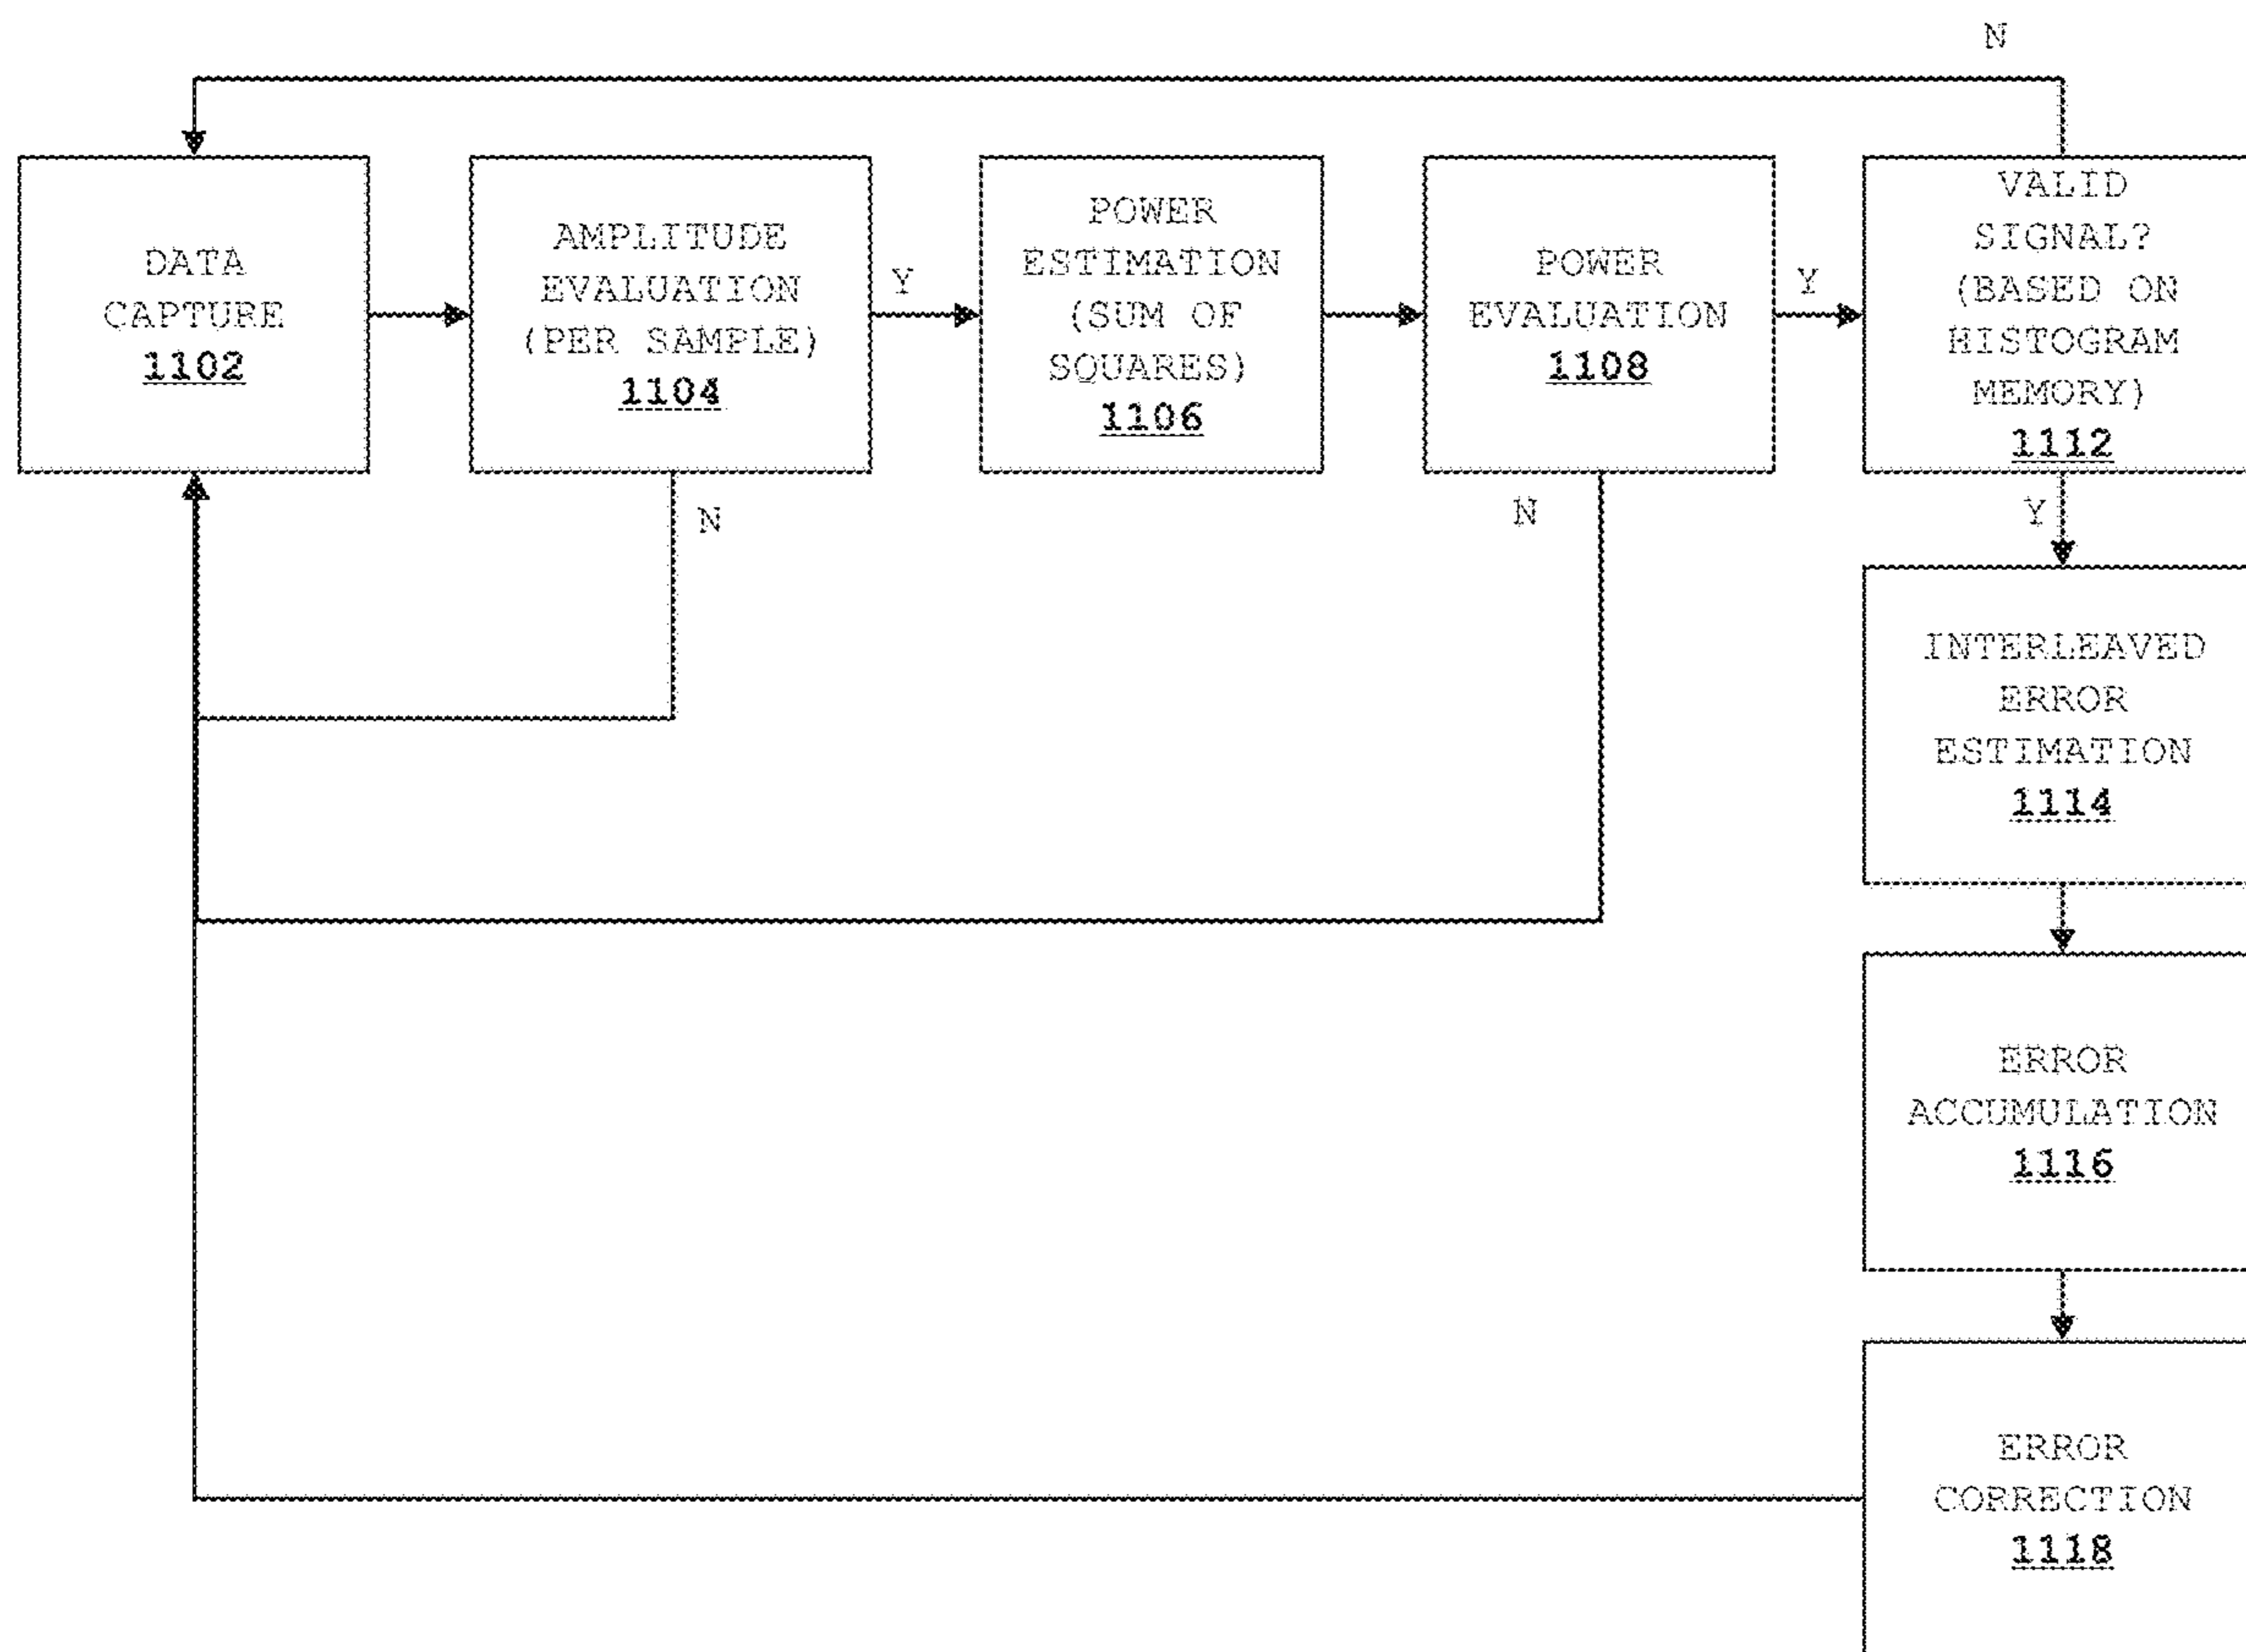 N
DATA
CAPTURE
1102
AMPLITUDE
EVALUATION
(PER SAMPLE)
1104
Y
POWER
ESTIMATION
(SUM OF
SQUARES)
1106
POWER
EVALUATION
1108
Y
VALID
SIGNAL?
(BASED ON
HISTOGRAM
MEMORY)
1112
N
N
Y
INTERLEAVED
ERROR
ESTIMATION
1114
ERROR
ACCUMULATION
1116
ERROR
CORRECTION
1118